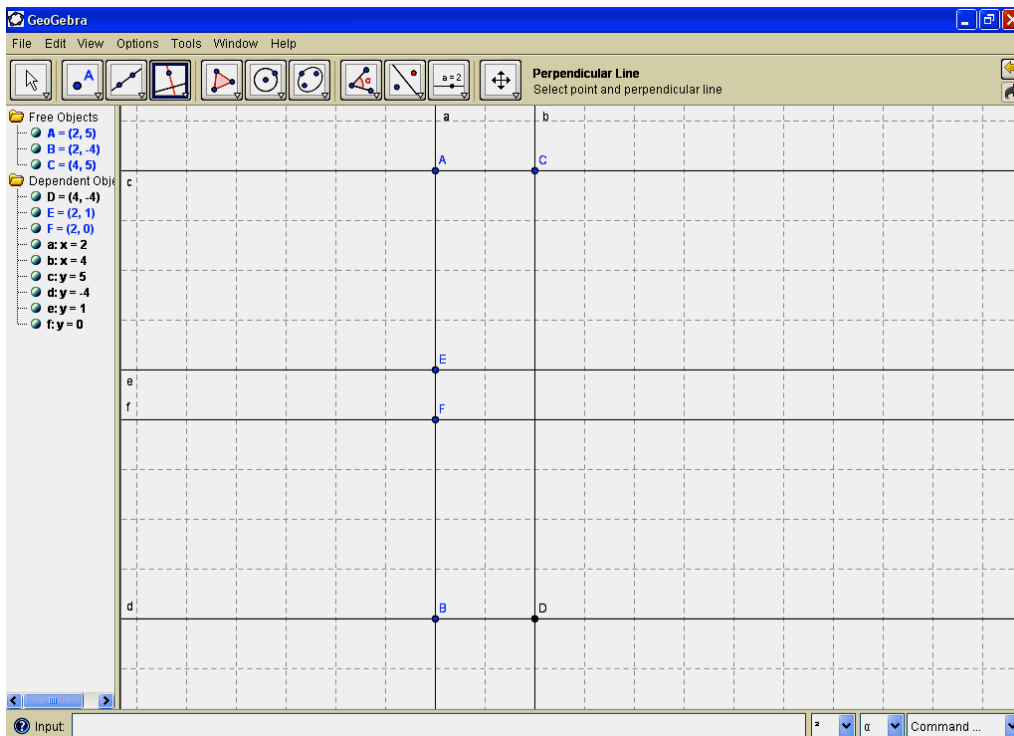 GeoGebra
File Edit View Options Tools Window Help
A
α
a = 2
Perpendicular Line
Select point and perpendicular line
Free Objects
A = (2, 5)
B = (2, -4)
C = (4, 5)
Dependent Obje
D = (4, -4)
E = (2, 1)
F = (2, 0)
a: x = 2
b: x = 4
c: y = 5
d: y = -4
e: y = 1
f: y = 0
a b
A C
c
E
e
f F
d B D
Input: ² α Command ...